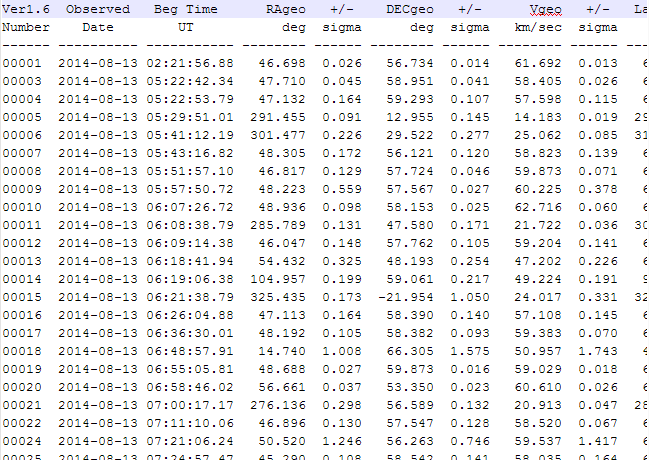 Ver1.6 Observed Beg Time RAgeo +/- DECgeo +/- Vgeo +/- La
Number Date UT deg sigma deg sigma km/sec sigma
------ ---------- ----------- ------- ----- ------- ----- ------ ----- --
00001 2014-08-13 02:21:56.88 46.698 0.026 56.734 0.014 61.692 0.013 6
00003 2014-08-13 05:22:42.34 47.710 0.045 58.951 0.041 58.405 0.026 6
00004 2014-08-13 05:22:53.79 47.132 0.164 59.293 0.107 57.598 0.115 6
00005 2014-08-13 05:29:51.01 291.455 0.091 12.955 0.145 14.183 0.019 29
00006 2014-08-13 05:41:12.19 301.477 0.226 29.522 0.277 25.062 0.085 31
00007 2014-08-13 05:43:16.82 48.305 0.172 56.121 0.120 58.823 0.139 6
00008 2014-08-13 05:51:57.10 46.817 0.129 57.724 0.046 59.873 0.071 6
00009 2014-08-13 05:57:50.72 48.223 0.559 57.567 0.027 60.225 0.378 6
00010 2014-08-13 06:07:26.72 48.936 0.098 58.153 0.025 62.716 0.060 6
00011 2014-08-13 06:08:38.79 285.789 0.131 47.580 0.171 21.722 0.036 30
00012 2014-08-13 06:09:14.38 46.047 0.148 57.762 0.105 59.204 0.141 6
00013 2014-08-13 06:18:41.94 54.432 0.325 48.193 0.254 47.202 0.226 6
00014 2014-08-13 06:19:06.38 104.957 0.199 59.061 0.217 49.224 0.191 9
00015 2014-08-13 06:21:38.79 325.435 0.173 -21.954 1.050 24.017 0.331 32
00016 2014-08-13 06:26:04.88 47.113 0.164 58.390 0.140 57.108 0.145 6
00017 2014-08-13 06:36:30.01 48.192 0.105 58.382 0.093 59.383 0.070 6
00018 2014-08-13 06:48:57.91 14.740 1.008 66.305 1.575 50.957 1.743 4
00019 2014-08-13 06:55:05.81 48.688 0.027 59.873 0.016 59.029 0.018 6
00020 2014-08-13 06:58:46.02 56.661 0.037 53.350 0.023 60.610 0.026 6
00021 2014-08-13 07:00:17.17 276.136 0.298 56.589 0.132 20.913 0.047 28
00022 2014-08-13 07:11:10.06 46.896 0.130 57.547 0.128 58.520 0.067 6
00024 2014-08-13 07:21:06.24 50.520 1.246 56.263 0.746 59.537 1.417 6
00025 2014-08-13 07:24:57.47 45.290 0.108 58.542 0.141 58.035 0.164 6